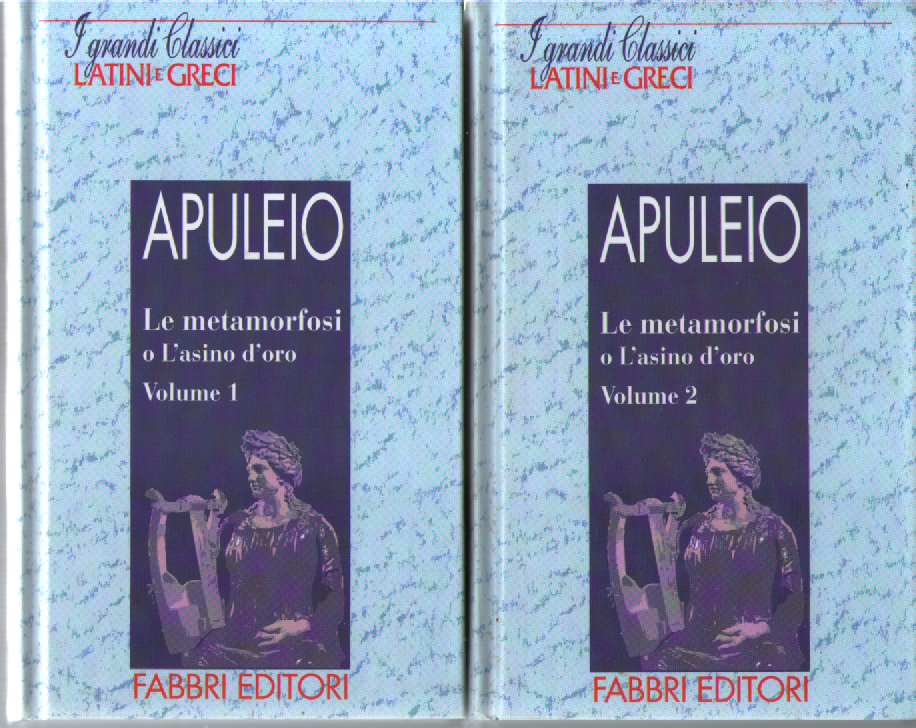 I grandi Classici
LATINI E GRECI
APULEIO
Le metamorfosi
o L'asino d'oro
Volume 1
FABBRI EDITORI
I grandi Classici
LATINI E GRECI
APULEIO
Le metamorfosi
o L'asino d'oro
Volume 2
FABBRI EDITORI